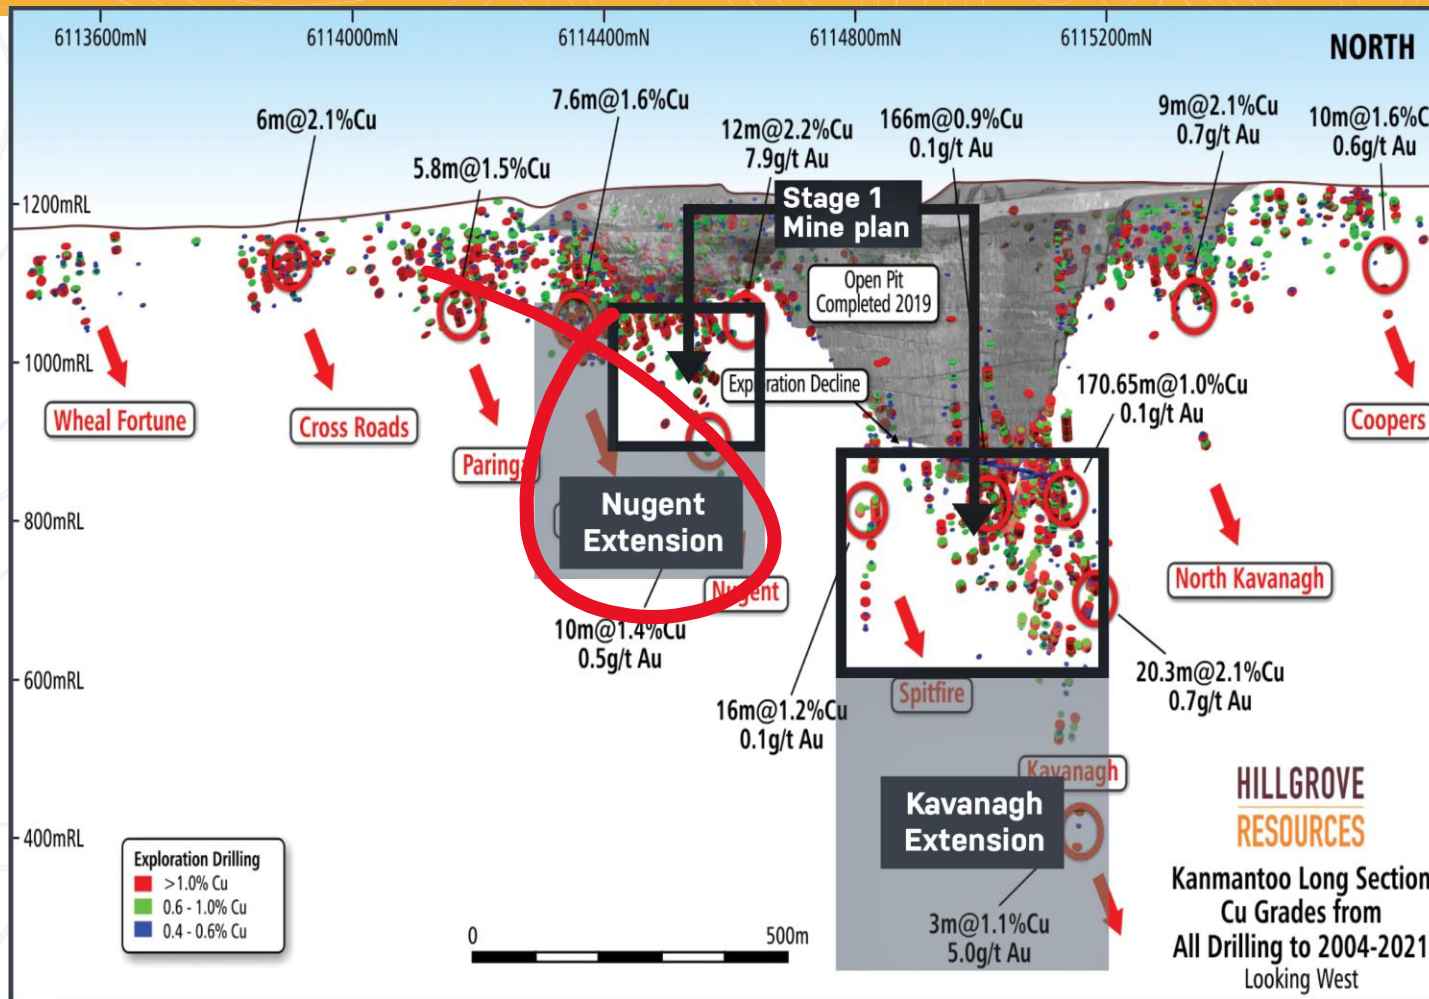 6113600mN
6114000mN
6114400mN
6114800mN
6115200mN
NORTH
6m@2.1%Cu
7.6m@1.6%Cu
5.8m@1.5%Cu
12m@2.2%Cu
7.9g/t Au
166m@0.9%Cu
0.1g/t Au
9m@2.1%Cu
0.7g/t Au
10m@1.6%C
0.6g/t Au
1200mRL
1000mRL
800mRL
600mRL
400mRL
Stage 1
Mine plan
Open Pit
Completed 2019
Exploration Decline
170.65m@1.0%Cu
0.1g/t Au
Wheal Fortune
Cross Roads
Paringa
Coopers
Nugent
Extension
Nugent
North Kavanagh
10m@1.4%Cu
0.5g/t Au
16m@1.2%Cu
0.1g/t Au
Spitfire
20.3m@2.1%Cu
0.7g/t Au
Kavanagh
Kavanagh
Extension
3m@1.1%Cu
5.0g/t Au
Exploration Drilling
>1.0% Cu
0.6 - 1.0% Cu
0.4 - 0.6% Cu
0
500m
HILLGROVE
RESOURCES
Kanmantoo Long Section
Cu Grades from
All Drilling to 2004-2021
Looking West